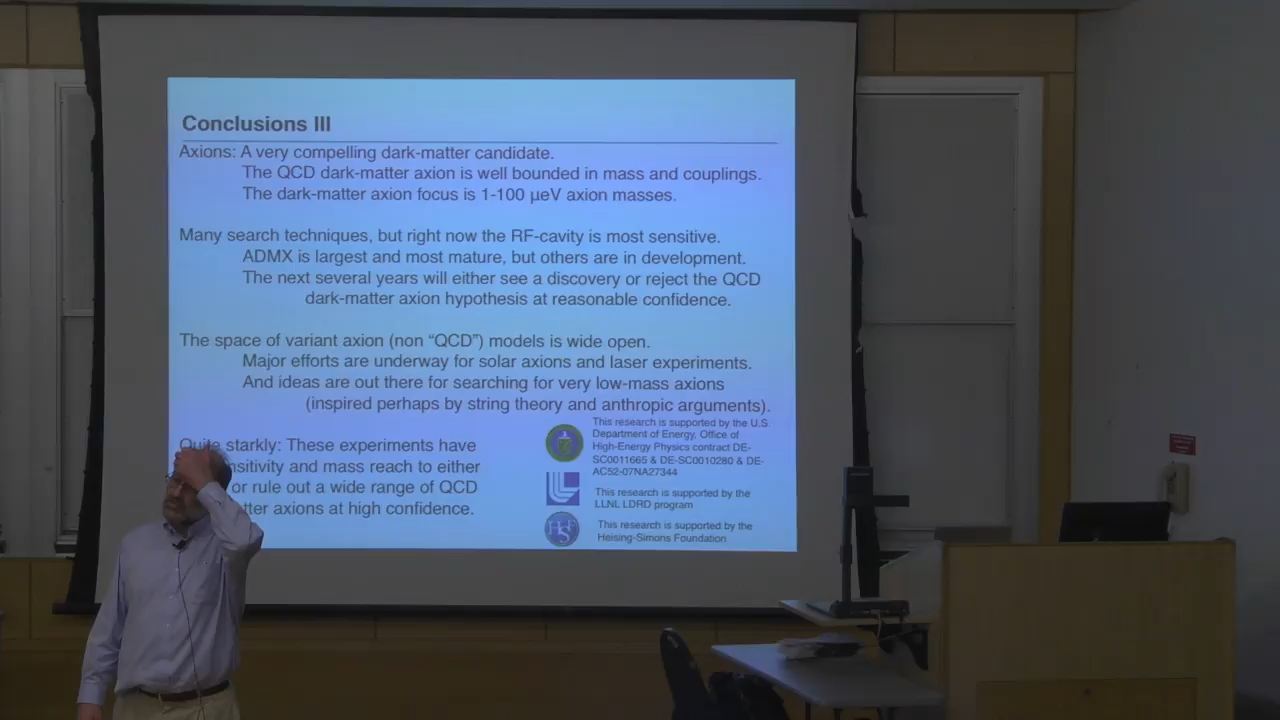 Conclusions III
Axions: A very compelling dark-matter candidate.
The QCD dark-matter axion is well bounded in mass and couplings.
The dark-matter axion focus is 1-100 µeV axion masses.
Many search techniques, but right now the RF-cavity is most sensitive.
ADMX is largest and most mature, but others are in development.
The next several years will either see a discovery or reject the QCD
dark-matter axion hypothesis at reasonable confidence.
The space of variant axion (non “QCD”) models is wide open.
Major efforts are underway for solar axions and laser experiments.
And ideas are out there for searching for very low-mass axions
(inspired perhaps by string theory and anthropic arguments).
Quite starkly: These experiments have
nsitivity and mass reach to either
or rule out a wide range of QCD
tter axions at high confidence.
This research is supported by the U.S.
Department of Energy, Office of
High-Energy Physics contract DE-
SC0011665 & DE-SC0010280 & DE-
AC52-07NA27344
This research is supported by the
LLNL LDRD program
This research is supported by the
Heising-Simons Foundation